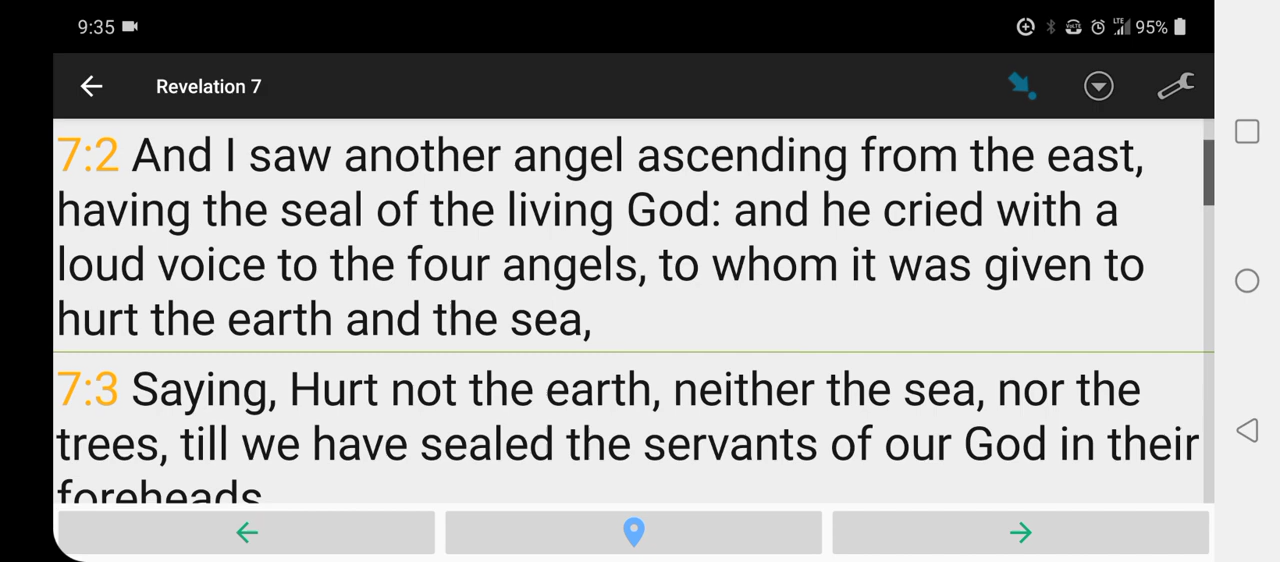 9:35
LTE 95%
Revelation 7
7:2 And I saw another angel ascending from the east,
having the seal of the living God: and he cried with a
loud voice to the four angels, to whom it was given to
hurt the earth and the sea,
7:3 Saying, Hurt not the earth, neither the sea, nor the
trees, till we have sealed the servants of our God in their
foreheads